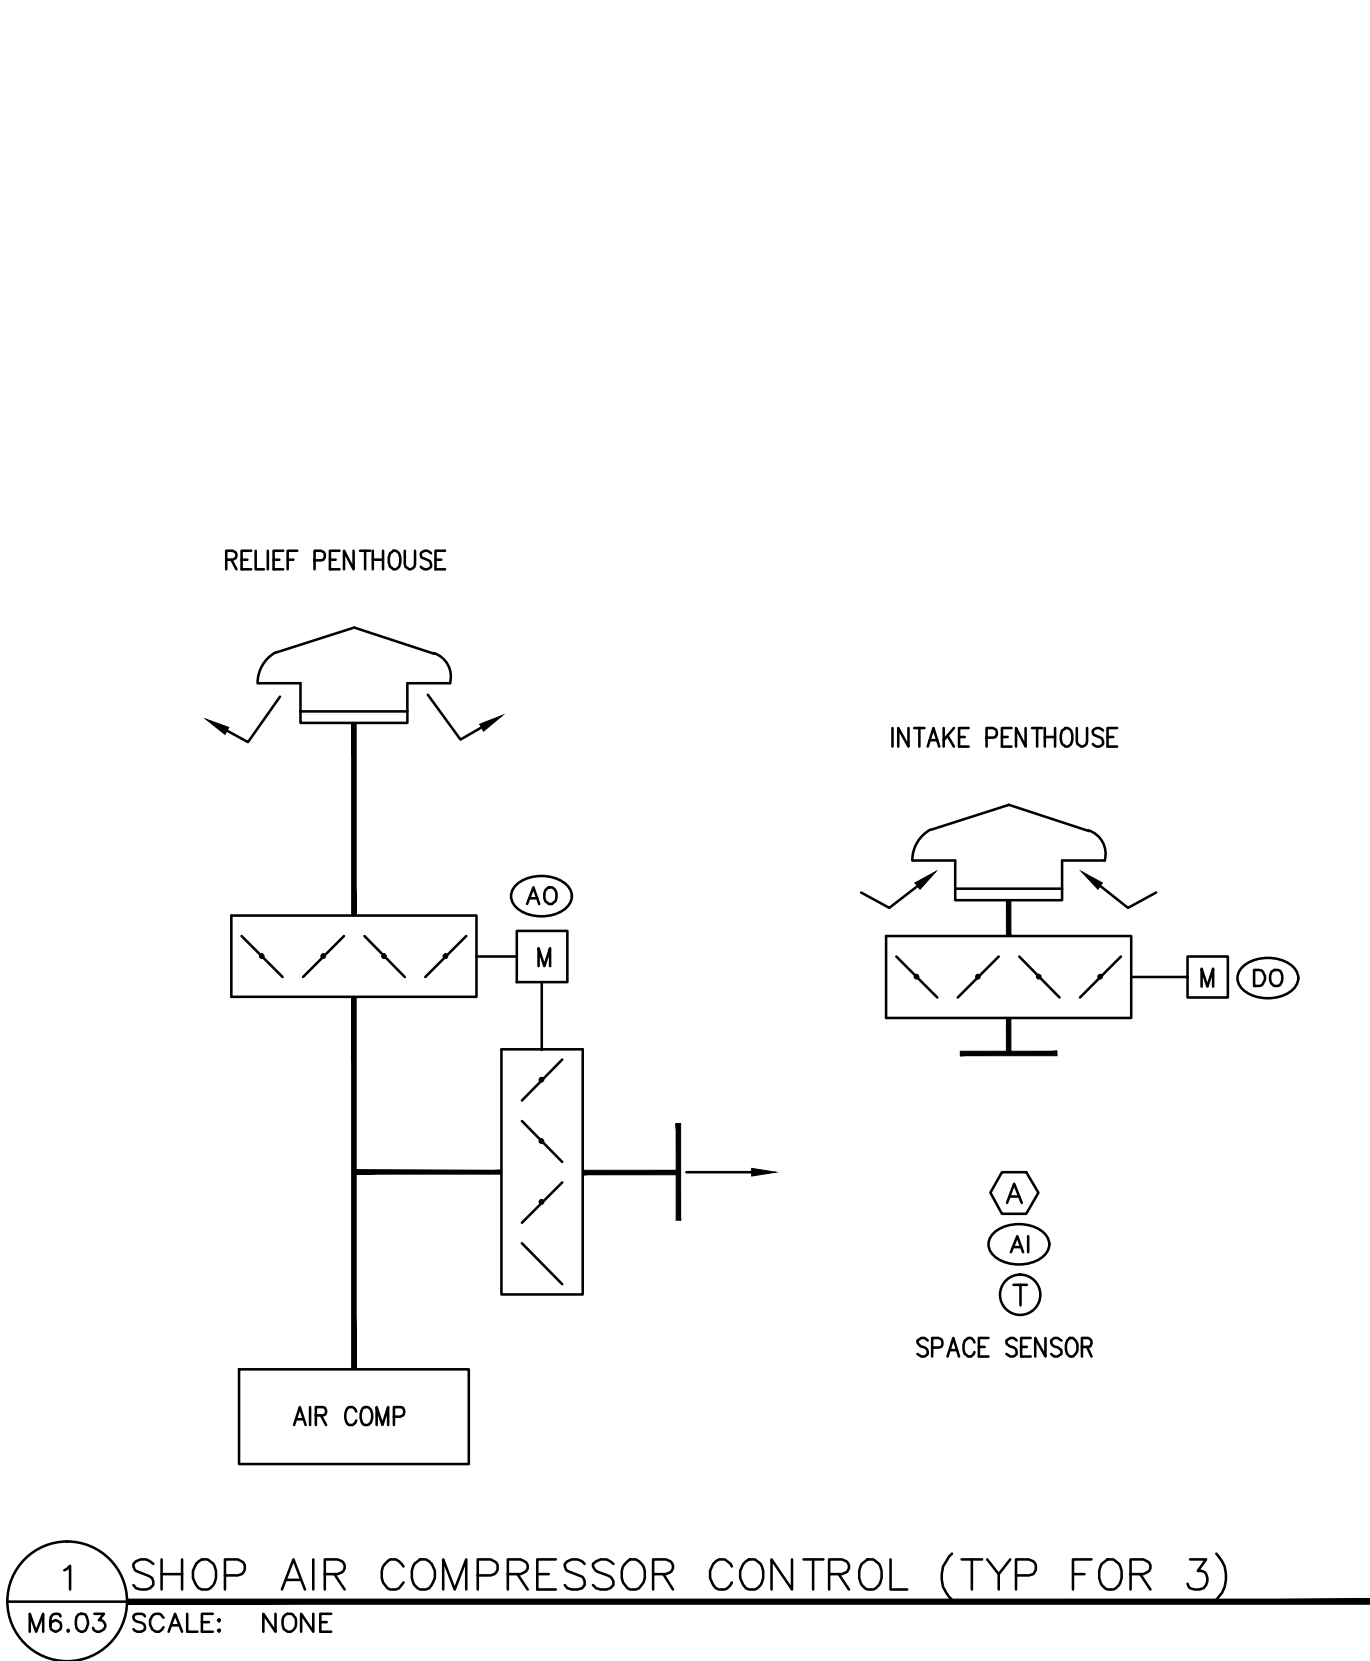 RELIEF PENTHOUSE
INTAKE PENTHOUSE
AO
M
M
DO
A
AI
T
SPACE SENSOR
AIR COMP
1
SHOP AIR COMPRESSOR CONTROL (TYP FOR 3)
M6.03
SCALE: NONE